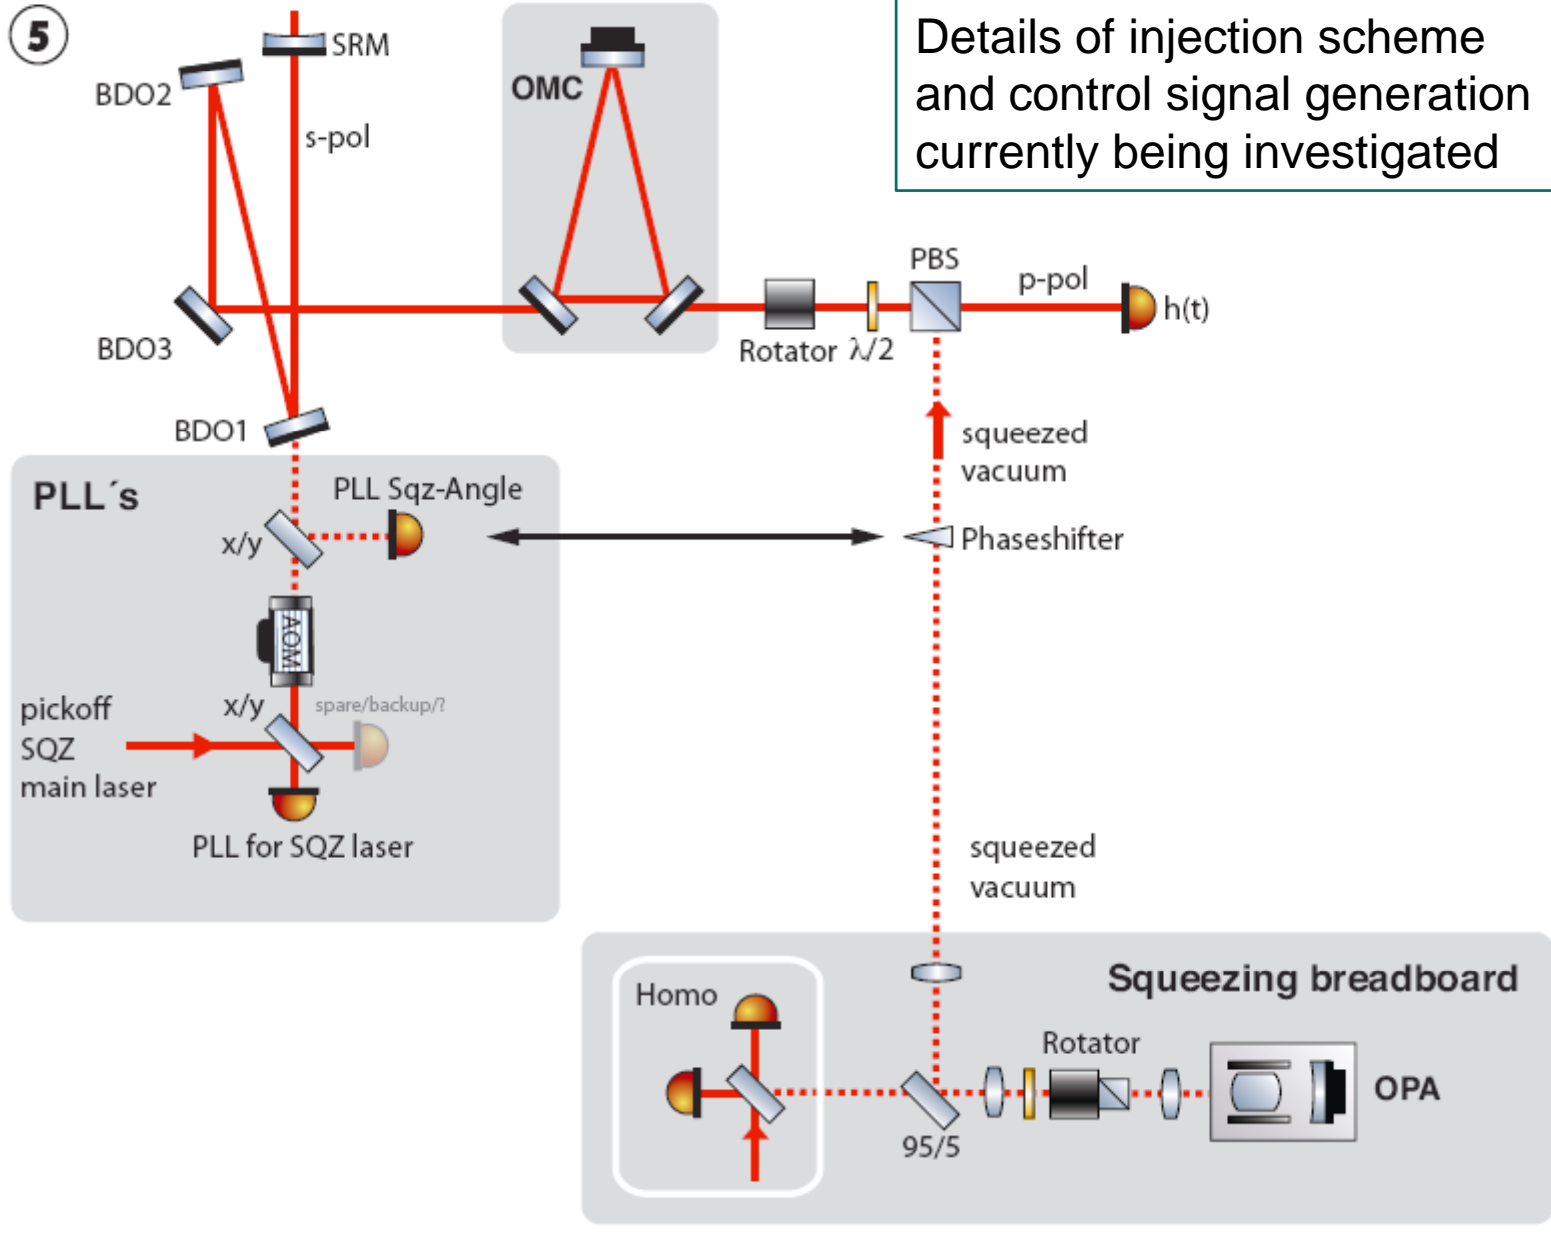 5
SRM
BDO2
OMC
s-pol
Details of injection scheme
and control signal generation
currently being investigated
PBS
p-pol
h(t)
BDO3
Rotator
λ/2
BDO1
squeezed
vacuum
PLL´s
PLL Sqz-Angle
x/y
Phaseshifter
AOM
x/y
spare/backup/?
pickoff
SQZ
main laser
PLL for SQZ laser
squeezed
vacuum
Squeezing breadboard
Homo
Rotator
OPA
95/5